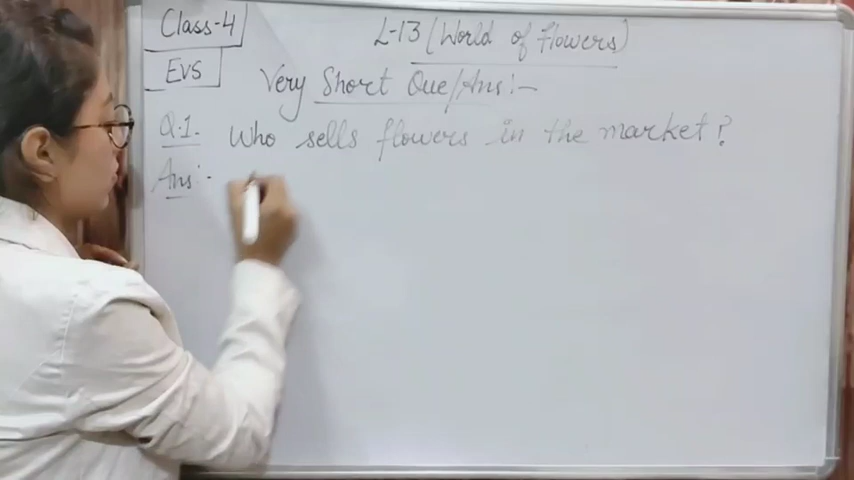 Class-4
L-13 (World of flowers)
EVS
Very Short Que/Ans:-
Q.1. Who sells flowers in the market?
Ans:-